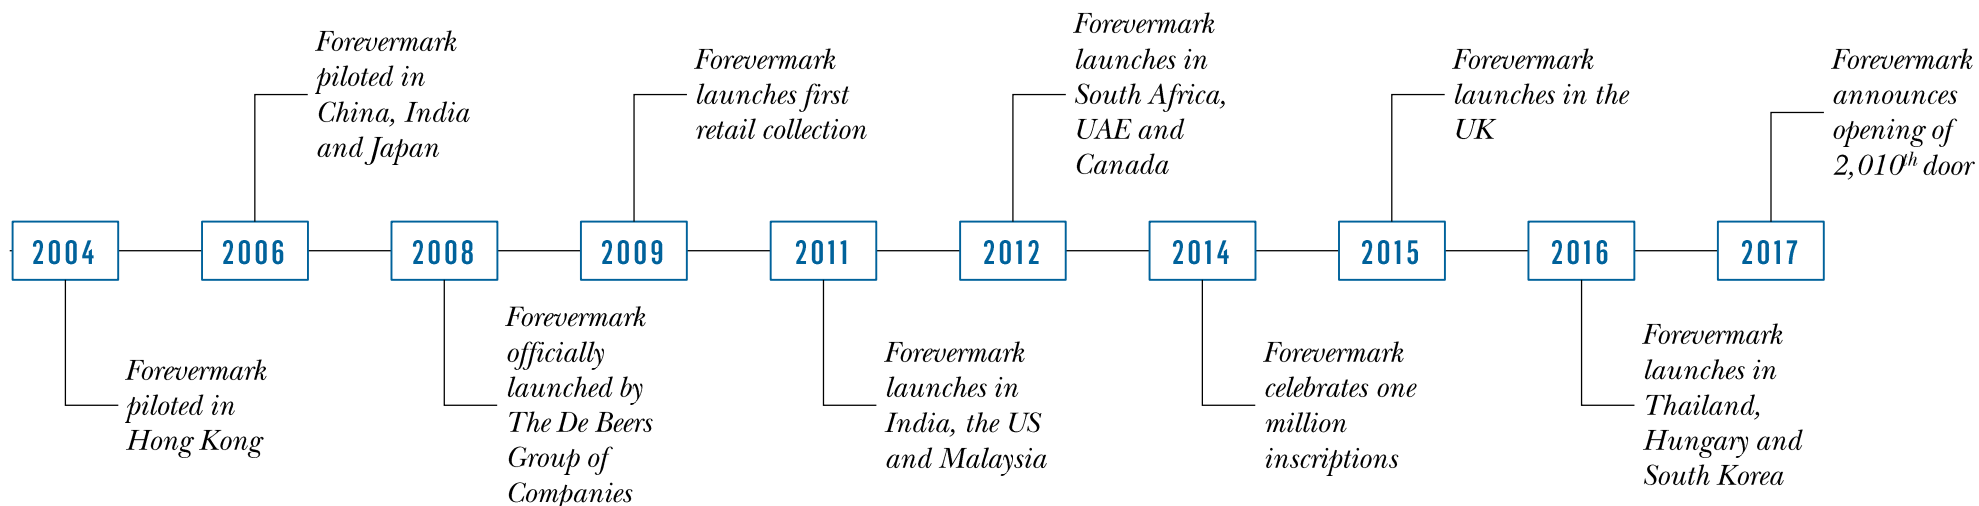 2004
Forevermark
piloted in
Hong Kong
2006
Forevermark
piloted in
China, India
and Japan
2008
Forevermark
officially
launched by
The De Beers
Group of
Companies
2009
Forevermark
launches first
retail collection
2011
Forevermark
launches in
India, the US
and Malaysia
2012
Forevermark
launches in
South Africa,
UAE and
Canada
2014
Forevermark
celebrates one
million
inscriptions
2015
Forevermark
launches in the
UK
2016
Forevermark
launches in
Thailand,
Hungary and
South Korea
2017
Forevermark
announces
opening of
2,010th door